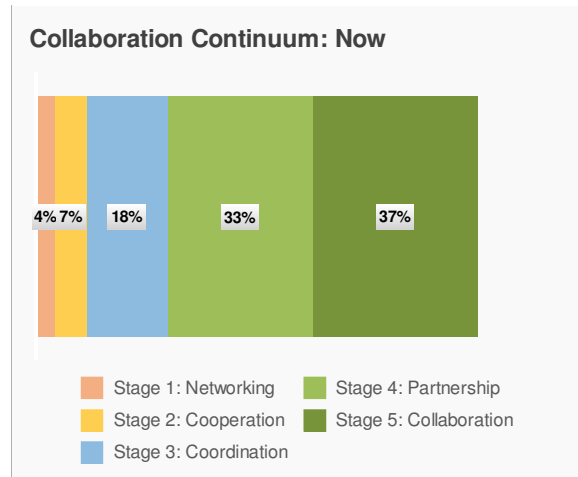 Collaboration Continuum: Now
4% 7% 18% 33% 37%
Stage 1: Networking Stage 4: Partnership
Stage 2: Cooperation Stage 5: Collaboration
Stage 3: Coordination